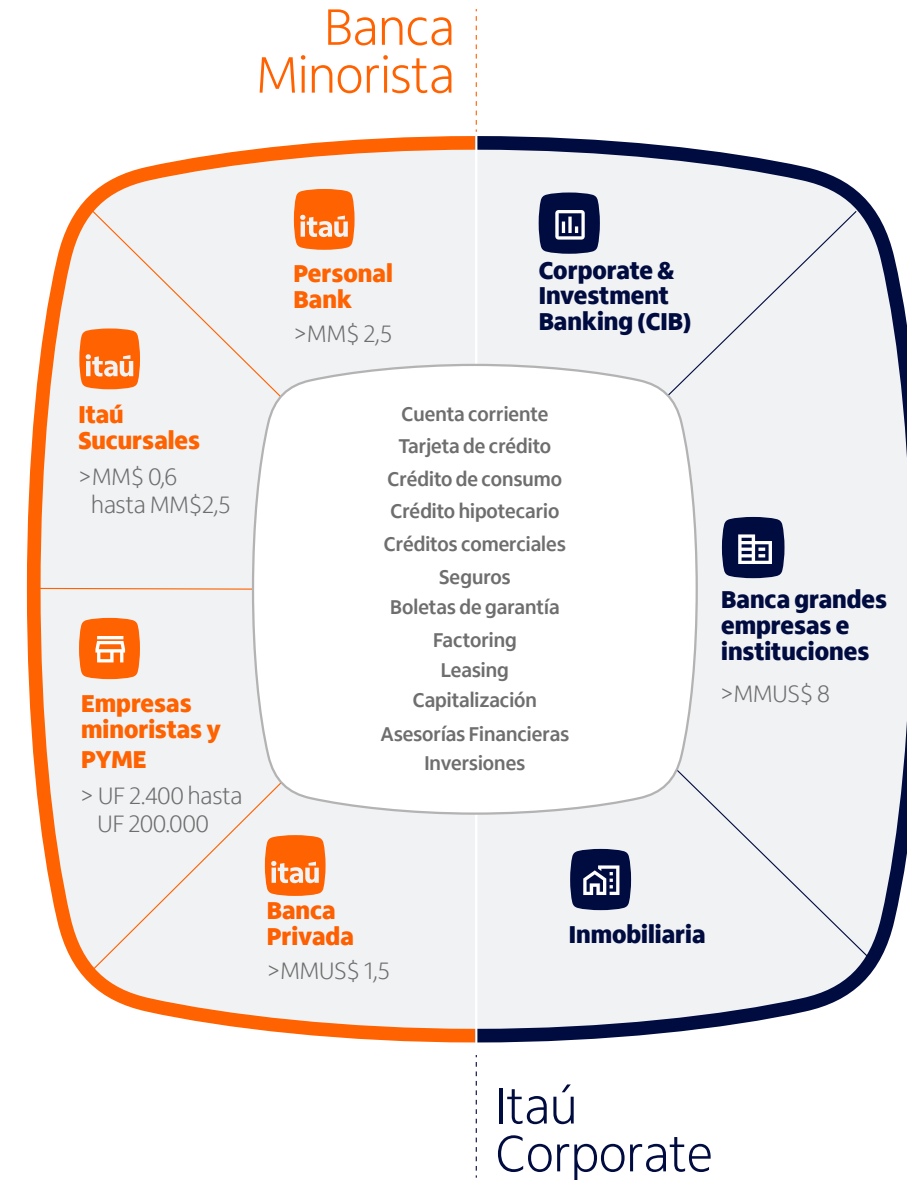 Banca
Minorista
itaú
Personal
Bank
>MM$ 2,5
Corporate &
Investment
Banking (CIB)
itaú
Itaú
Sucursales
>MM$ 0,6
hasta MM$2,5
Cuenta corriente
Tarjeta de crédito
Crédito de consumo
Crédito hipotecario
Créditos comerciales
Seguros
Boletas de garantía
Factoring
Leasing
Capitalización
Asesorías Financieras
Inversiones
Banca grandes
empresas e
instituciones
>MMUS$ 8
Empresas
minoristas y
PYME
> UF 2.400 hasta
UF 200.000
itaú
Banca
Privada
>MMUS$ 1,5
Inmobiliaria
Itaú
Corporate